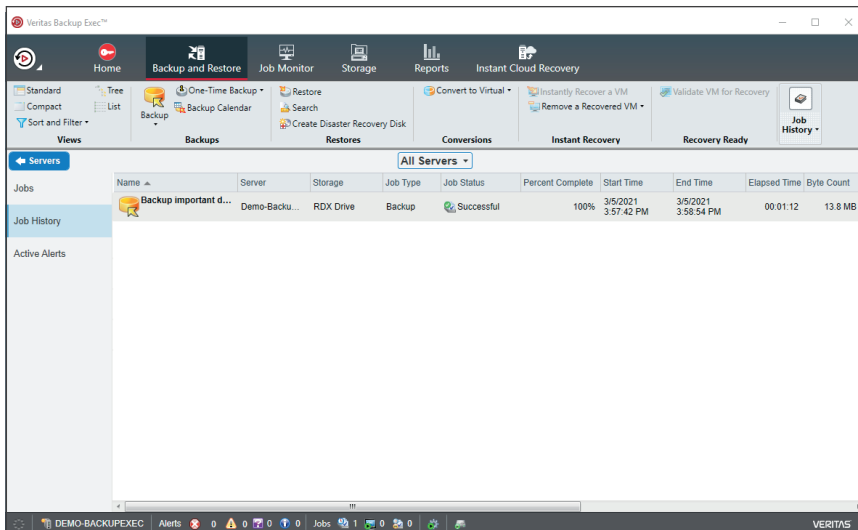 Veritas Backup Exec™
Home Backup and Restore Job Monitor Storage Reports Instant Cloud Recovery
Standard Tree One-Time Backup Restore Convert to Virtual Instantly Recover a VM Validate VM for Recovery
Compact List Backup Backup Calendar Search Remove a Recovered VM Job History
Sort and Filter Create Disaster Recovery Disk
Views Backups Restores Conversions Instant Recovery Recovery Ready
Servers All Servers
Jobs
Job History
Active Alerts
Name Server Storage Job Type Job Status Percent Complete Start Time End Time Elapsed Time Byte Count
Backup important d... Demo-Backu... RDX Drive Backup Successful 100% 3/5/2021 3:57:42 PM 3/5/2021 3:58:54 PM 00:01:12 13.8 MB
DEMO-BACKUPEXEC Alerts 0 0 0 0 Jobs 1 0 0 VERITAS